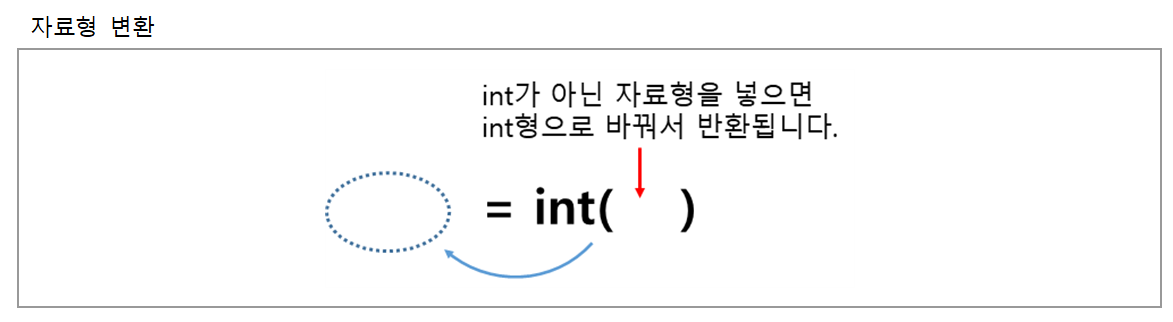 자료형 변환
int가 아닌 자료형을 넣으면
int형으로 바꿔서 반환됩니다.
= int( )